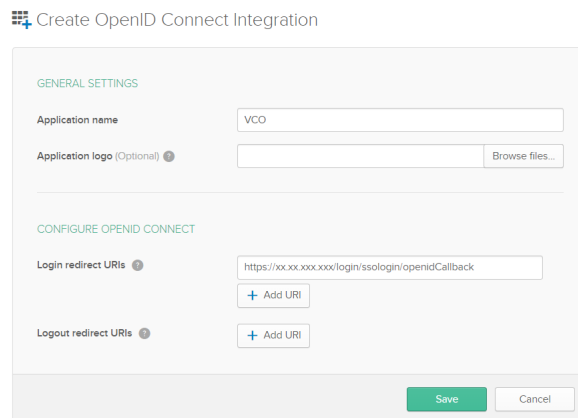 Create OpenID Connect Integration
GENERAL SETTINGS
Application name
VCO
Application logo (Optional) ?
Browse files...
CONFIGURE OPENID CONNECT
Login redirect URIs ?
https://xx.xx.xxx.xxx/login/ssologin/openidCallback
+ Add URI
Logout redirect URIs ?
+ Add URI
Save
Cancel